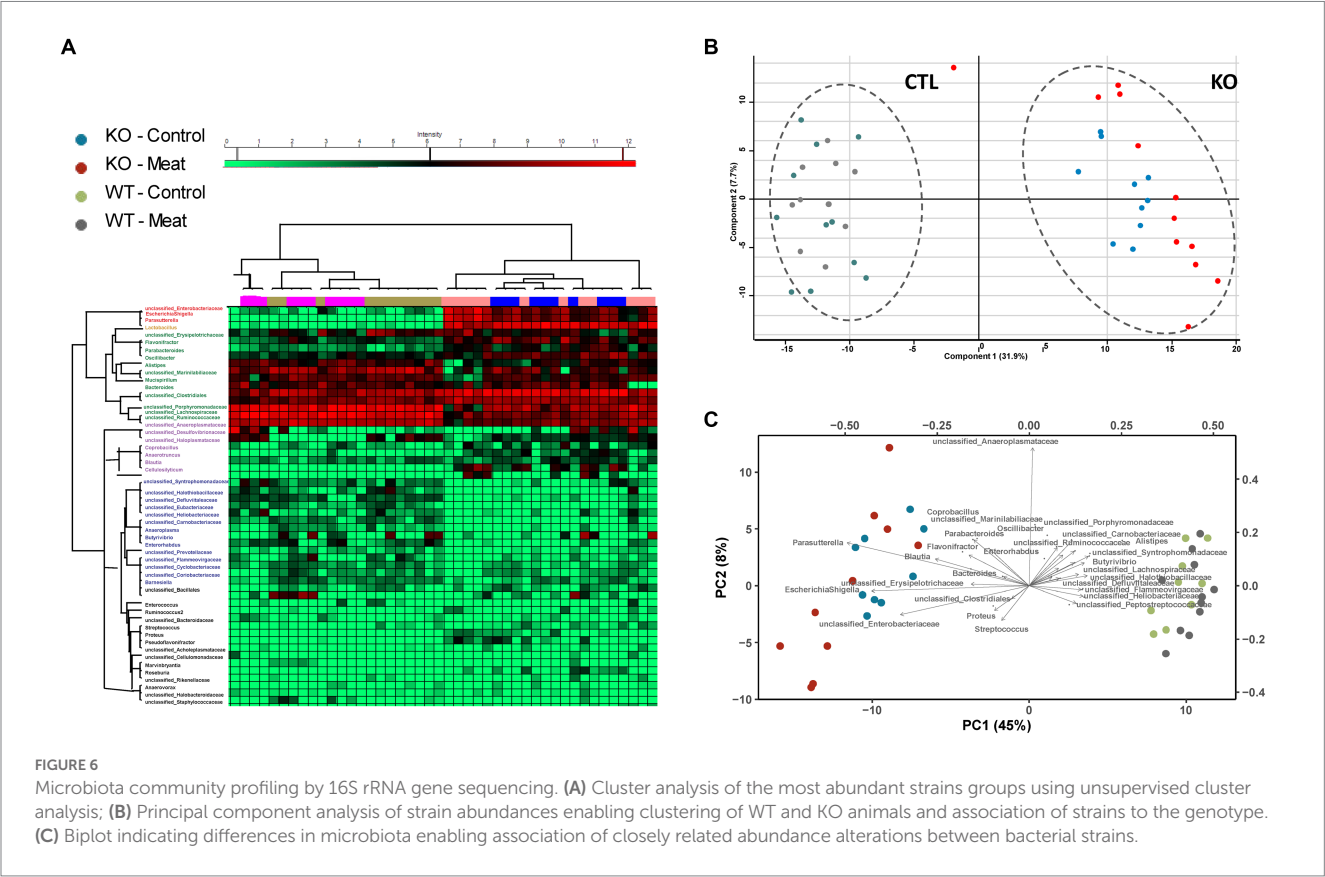 A
KO - Control
KO - Meat
WT - Control
WT - Meat
Intensity
0 1 2 3 4 5 6 7 8 9 10 11 12
unclassified_Enterobacteriaceae
EscherichiaShigella
Parasutterella
Lactobacillus
unclassified_Erysipelotrichaceae
Flavonifractor
Parabacteroides
Oscillibacter
Alistipes
unclassified_Marinilabiliaceae
Mucispirillum
Bacteroides
unclassified_Clostridiales
unclassified_Porphyromonadaceae
unclassified_Lachnospiraceae
unclassified_Ruminococcaceae
unclassified_Anaeroplasmataceae
unclassified_Desulfovibrionaceae
unclassified_Haloplasmataceae
Coprobacillus
Anaerotruncus
Blautia
Cellulosilyticum
unclassified_Syntrophomonadaceae
unclassified_Halothiobacillaceae
unclassified_Defluviitaleaceae
unclassified_Eubacteriaceae
unclassified_Heliobacteriaceae
unclassified_Carnobacteriaceae
Anaeroplasma
Butyrivibrio
Enterorhabdus
unclassified_Prevotellaceae
unclassified_Flammeovirgaceae
unclassified_Cyclobacteriaceae
unclassified_Coriobacteriaceae
Barnesiella
unclassified_Bacillales
Enterococcus
Ruminococcus2
unclassified_Bacteroidaceae
Streptococcus
Proteus
Pseudoflavonifractor
unclassified_Acholeplasmataceae
unclassified_Cellulomonadaceae
Marvinbryantia
Roseburia
unclassified_Rikenellaceae
Anaerovorax
unclassified_Halobacteroidaceae
unclassified_Staphylococcaceae
B
CTL
KO
Component 2 (7.7%)
10
5
0
-5
-10
-15 -10 -5 0 5 10 15 20
Component 1 (31.9%)
C
−0.50 −0.25 0.00 0.25 0.50
unclassified_Anaeroplasmataceae
Coprobacillus
unclassified_Marinilabiliaceae
unclassified_Porphyromonadaceae
Oscillibacter
Parabacteroides
Parasutterella
unclassified_Ruminococcaceae
Alistipes
Flavonifractor
Enterorhabdus
unclassified_Syntrophomonadaceae
Blautia
Butyrivibrio
unclassified_Lachnospiraceae
Bacteroides
unclassified_Halothiobacillaceae
unclassified_Erysipelotrichaceae
unclassified_Defluviitaleaceae
EscherichiaShigella
unclassified_Flammeovirgaceae
unclassified_Heliobacteriaceae
unclassified_Clostridiales
unclassified_Peptostreptococcaceae
Proteus
unclassified_Enterobacteriaceae
Streptococcus
PC2 (8%)
10
5
0
−5
−10
0.4
0.2
0.0
−0.2
−0.4
−10 0 10
PC1 (45%)
FIGURE 6
Microbiota community profiling by 16S rRNA gene sequencing. (A) Cluster analysis of the most abundant strains groups using unsupervised cluster
analysis; (B) Principal component analysis of strain abundances enabling clustering of WT and KO animals and association of strains to the genotype.
(C) Biplot indicating differences in microbiota enabling association of closely related abundance alterations between bacterial strains.